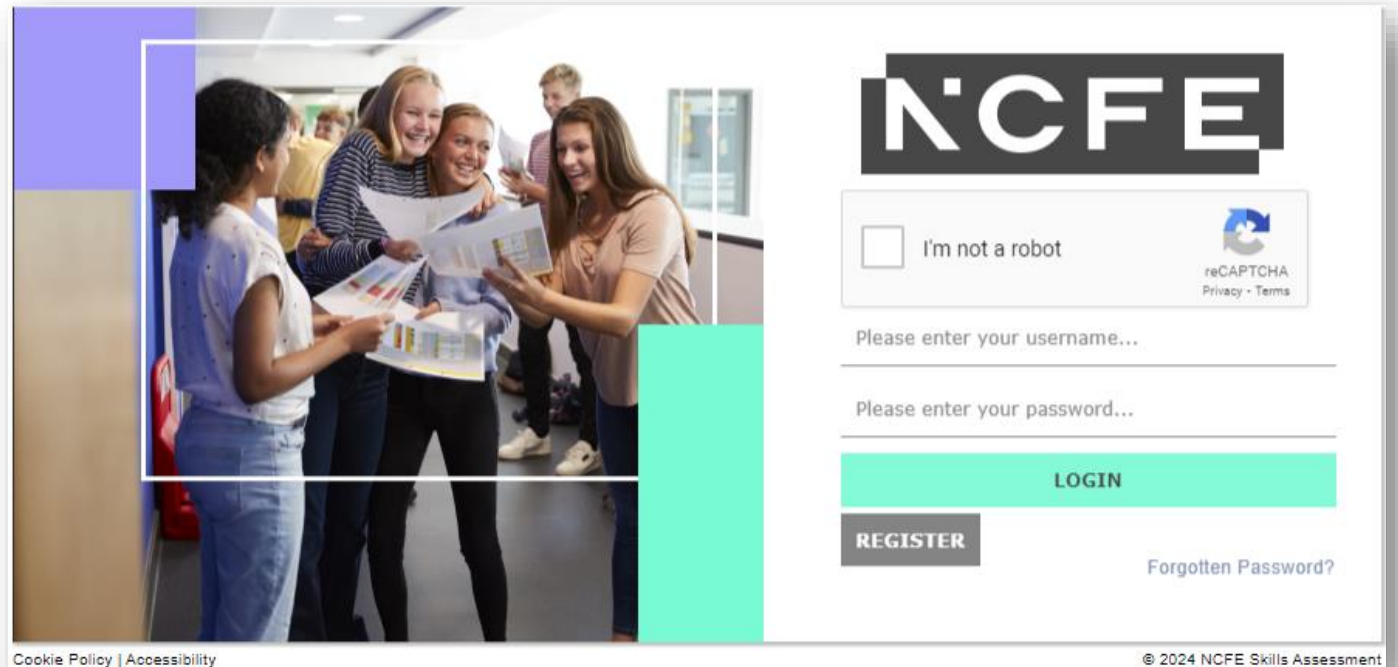 NCFE
I'm not a robot
reCAPTCHA
Privacy - Terms
Please enter your username...
Please enter your password...
LOGIN
REGISTER
Forgotten Password?
Cookie Policy | Accessibility
© 2024 NCFE Skills Assessment